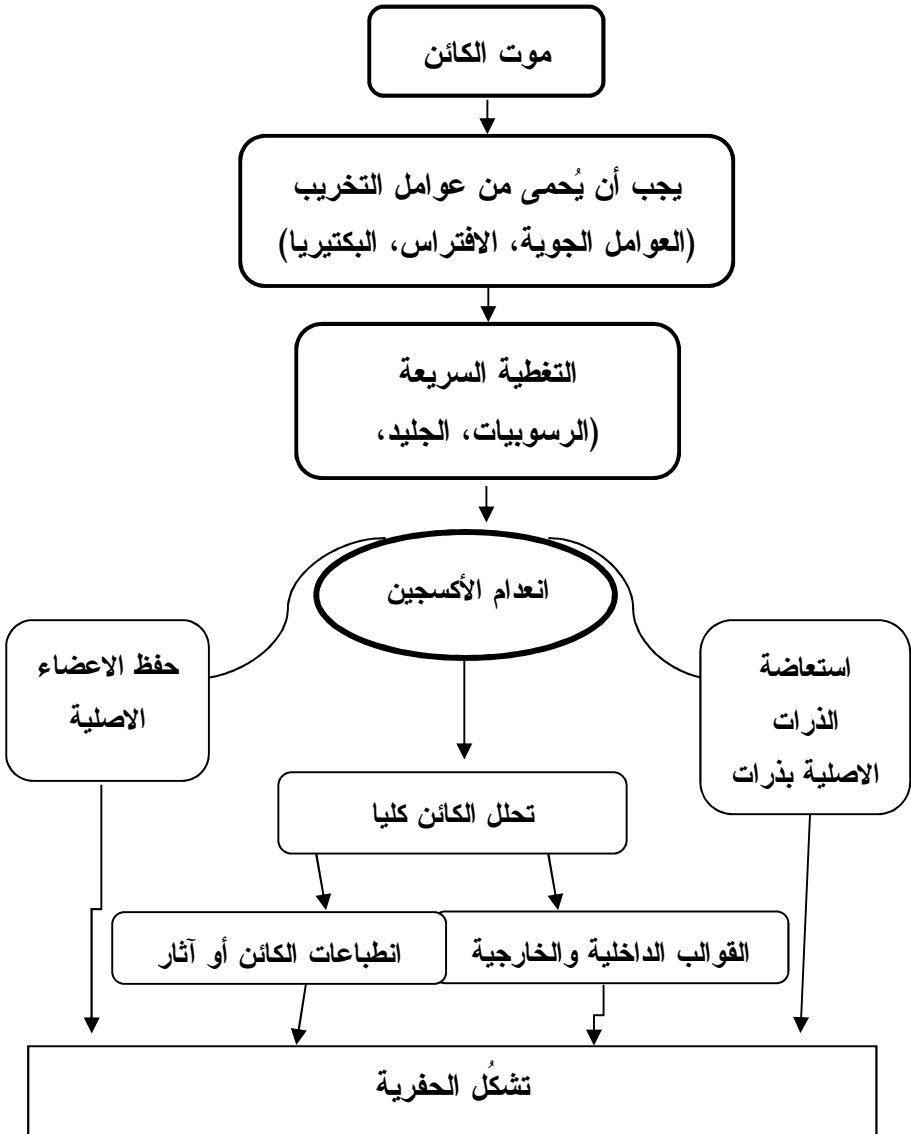 موت الكائن
يجب أن يُحمى من عوامل التخريب
(العوامل الجوية، الافتراس، البكتيريا)
التغطية السريعة
(الرسوبيات، الجليد،
انعدام الأكسجين
حفظ الاعضاء
الاصلية
استعاضة
الذرات
الاصلية بذرات
تحلل الكائن كليا
القوالب الداخلية والخارجية
انطباعات الكائن أو آثار
تشكُل الحفرية